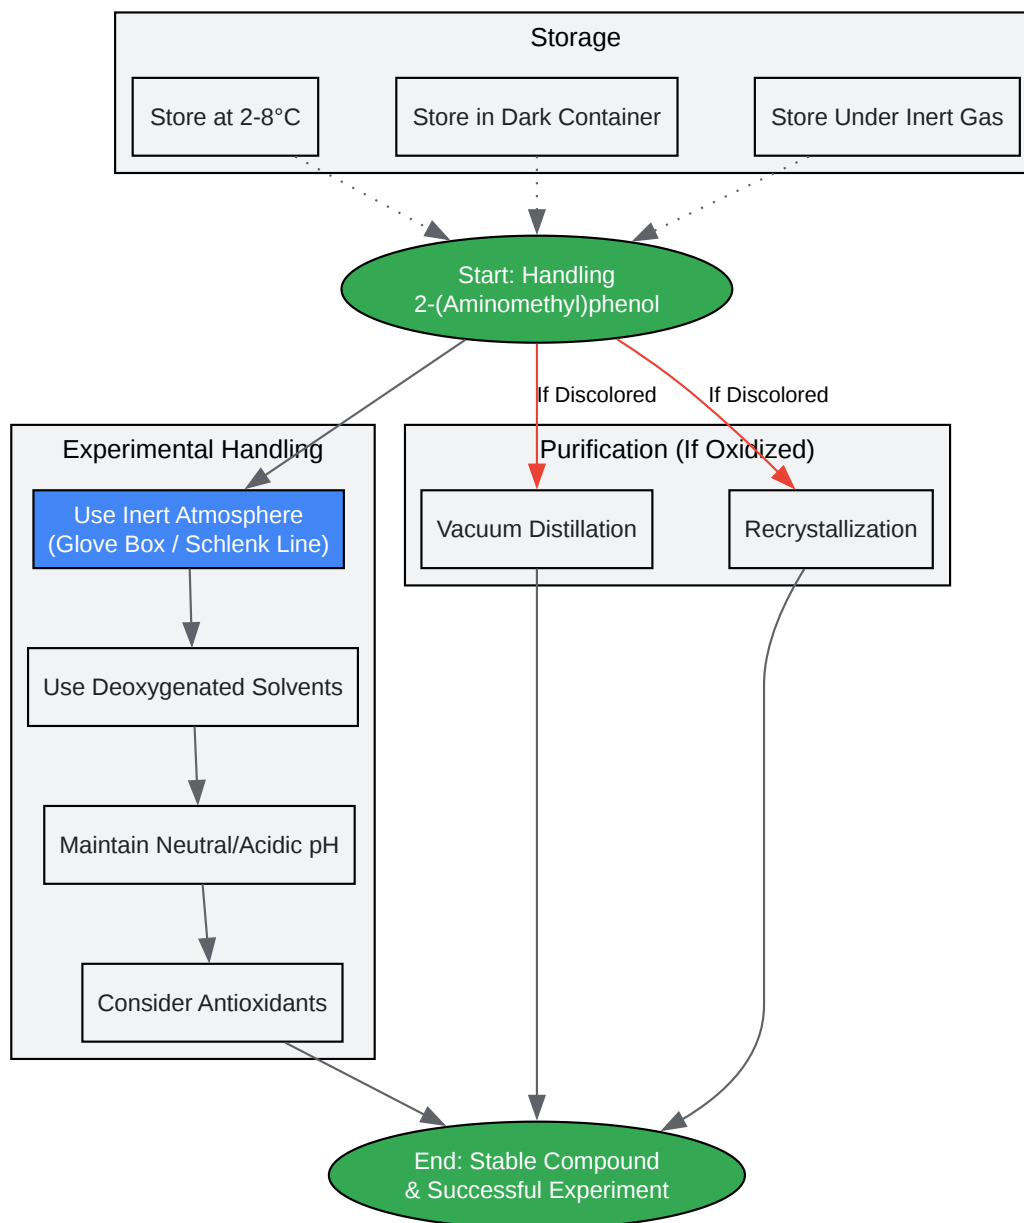 Storage
Store at 2-8°C
Store in Dark Container
Store Under Inert Gas
Start: Handling
2-(Aminomethyl)phenol
If Discolored
If Discolored
Experimental Handling
Purification (If Oxidized)
Use Inert Atmosphere
(Glove Box / Schlenk Line)
Vacuum Distillation
Recrystallization
Use Deoxygenated Solvents
Maintain Neutral/Acidic pH
Consider Antioxidants
End: Stable Compound
& Successful Experiment